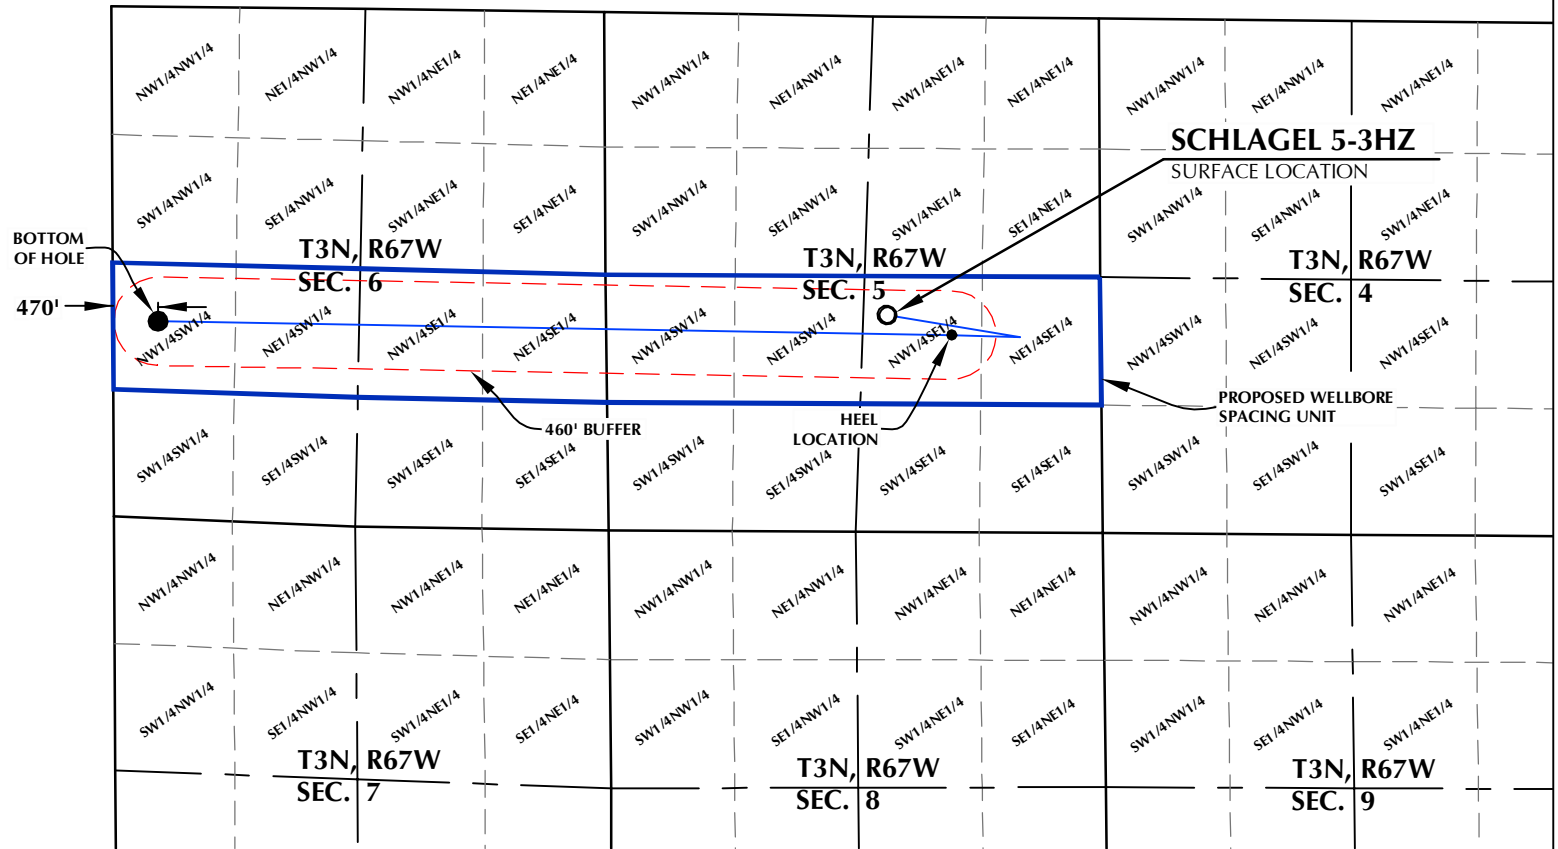 NW1/4NW1/4 NE1/4NW1/4 NW1/4NE1/4 NE1/4NE1/4 NW1/4NW1/4 NE1/4NW1/4 NW1/4NE1/4 NE1/4NE1/4 NW1/4NW1/4 NE1/4NW1/4 NW1/4NE1/4
SCHLAGEL 5-3HZ
SURFACE LOCATION
SW1/4NW1/4 SE1/4NW1/4 SW1/4NE1/4 SE1/4NE1/4 SW1/4NW1/4 SE1/4NW1/4 SW1/4NE1/4 SE1/4NE1/4 SW1/4NW1/4 SE1/4NW1/4 SW1/4NE1/4
BOTTOM
OF HOLE
T3N, R67W
SEC. 6
T3N, R67W
SEC. 5
T3N, R67W
SEC. 4
470'
NW1/4SW1/4 NE1/4SW1/4 NW1/4SE1/4 NE1/4SE1/4 NW1/4SW1/4 NE1/4SW1/4 NW1/4SE1/4 NE1/4SE1/4 NW1/4SW1/4 NE1/4SW1/4 NW1/4SE1/4
460' BUFFER
HEEL
LOCATION
PROPOSED WELLBORE
SPACING UNIT
SW1/4SW1/4 SE1/4SW1/4 SW1/4SE1/4 SE1/4SE1/4 SW1/4SW1/4 SE1/4SW1/4 SW1/4SE1/4 SE1/4SE1/4 SW1/4SW1/4 SE1/4SW1/4 SW1/4SE1/4
NW1/4NW1/4 NE1/4NW1/4 NW1/4NE1/4 NE1/4NE1/4 NW1/4NW1/4 NE1/4NW1/4 NW1/4NE1/4 NE1/4NE1/4 NW1/4NW1/4 NE1/4NW1/4 NW1/4NE1/4
SW1/4NW1/4 SE1/4NW1/4 SW1/4NE1/4 SE1/4NE1/4 SW1/4NW1/4 SE1/4NW1/4 SW1/4NE1/4 SE1/4NE1/4 SW1/4NW1/4 SE1/4NW1/4 SW1/4NE1/4
T3N, R67W
SEC. 7
T3N, R67W
SEC. 8
T3N, R67W
SEC. 9